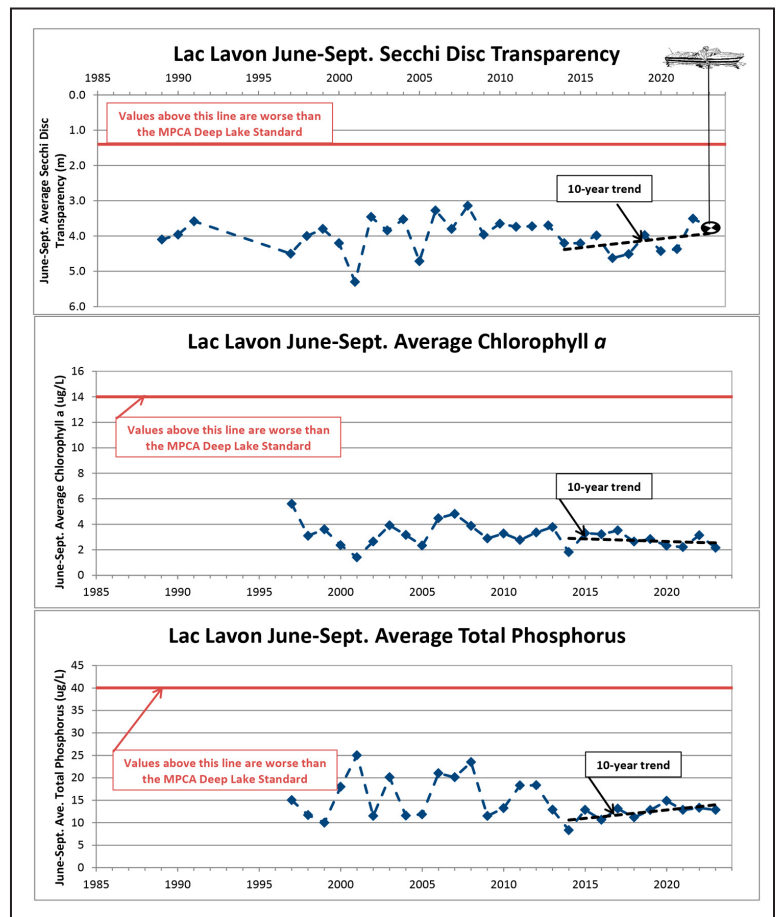 Lac Lavon June-Sept. Secchi Disc Transparency
1985 1990 1995 2000 2005 2010 2015 2020
0.0
1.0
2.0
3.0
4.0
5.0
6.0
June-Sept. Average Secchi Disc
Transparency (m)
Values above this line are worse than
the MPCA Deep Lake Standard
10-year trend
Lac Lavon June-Sept. Average Chlorophyll a
16
14
12
10
8
6
4
2
0
June-Sept. Average Chlorophyll a (ug/L)
Values above this line are worse than
the MPCA Deep Lake Standard
10-year trend
1985 1990 1995 2000 2005 2010 2015 2020
Lac Lavon June-Sept. Average Total Phosphorus
45
40
35
30
25
20
15
10
5
0
June-Sept. Ave. Total Phosphorus (ug/L)
Values above this line are worse than
the MPCA Deep Lake Standard
10-year trend
1985 1990 1995 2000 2005 2010 2015 2020